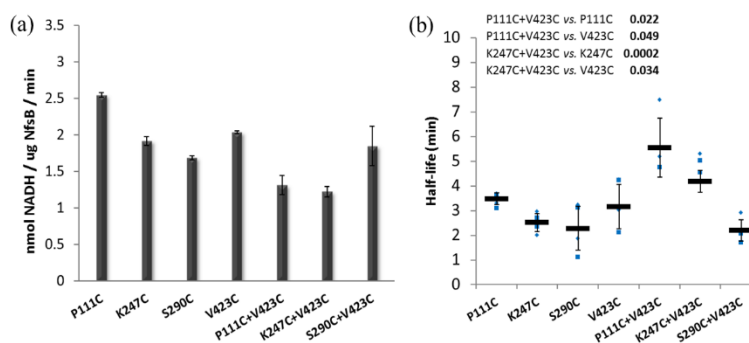 (a)
nmol NADH / ug NfsB / min
3
2.5
2
1.5
1
0.5
0
P111C
K247C
S290C
V423C
P111C+V423C
K247C+V423C
S290C+V423C
(b)
P111C+V423C vs. P111C 0.022
P111C+V423C vs. V423C 0.049
K247C+V423C vs. K247C 0.0002
K247C+V423C vs. V423C 0.034
Half-life (min)
10
9
8
7
6
5
4
3
2
1
0
P111C
K247C
S290C
V423C
P111C+V423C
K247C+V423C
S290C+V423C